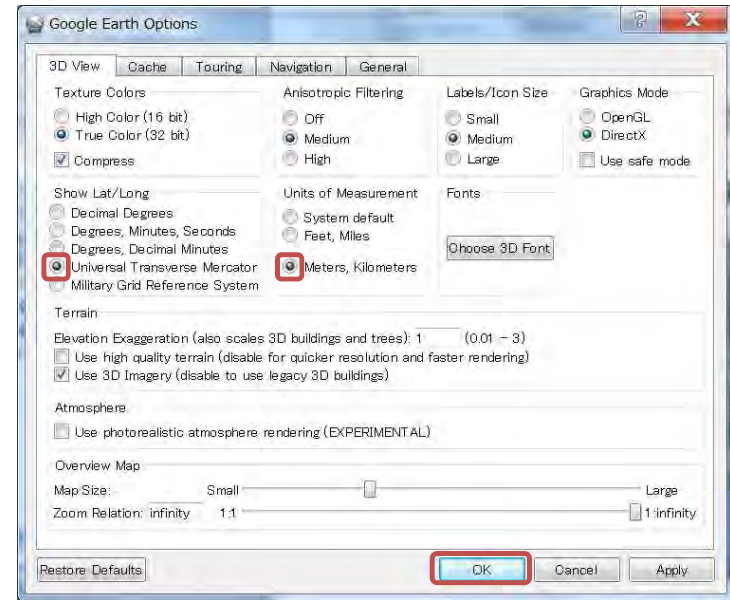 Google Earth Options
3D View Cache Touring Navigation General
Texture Colors
High Color (16 bit)
True Color (32 bit)
Compress
Anisotropic Filtering
Off
Medium
High
Labels/Icon Size
Small
Medium
Large
Graphics Mode
OpenGL
DirectX
Use safe mode
Show Lat/Long
Decimal Degrees
Degrees, Minutes, Seconds
Degrees, Decimal Minutes
Universal Transverse Mercator
Military Grid Reference System
Units of Measurement
System default
Feet, Miles
Meters, Kilometers
Fonts
Choose 3D Font
Terrain
Elevation Exaggeration (also scales 3D buildings and trees): 1 (0.01 - 3)
Use high quality terrain (disable for quicker resolution and faster rendering)
Use 3D Imagery (disable to use legacy 3D buildings)
Atmosphere
Use photorealistic atmosphere rendering (EXPERIMENTAL)
Overview Map
Map Size: Small Large
Zoom Relation: infinity 1:1 1:infinity
Restore Defaults OK Cancel Apply